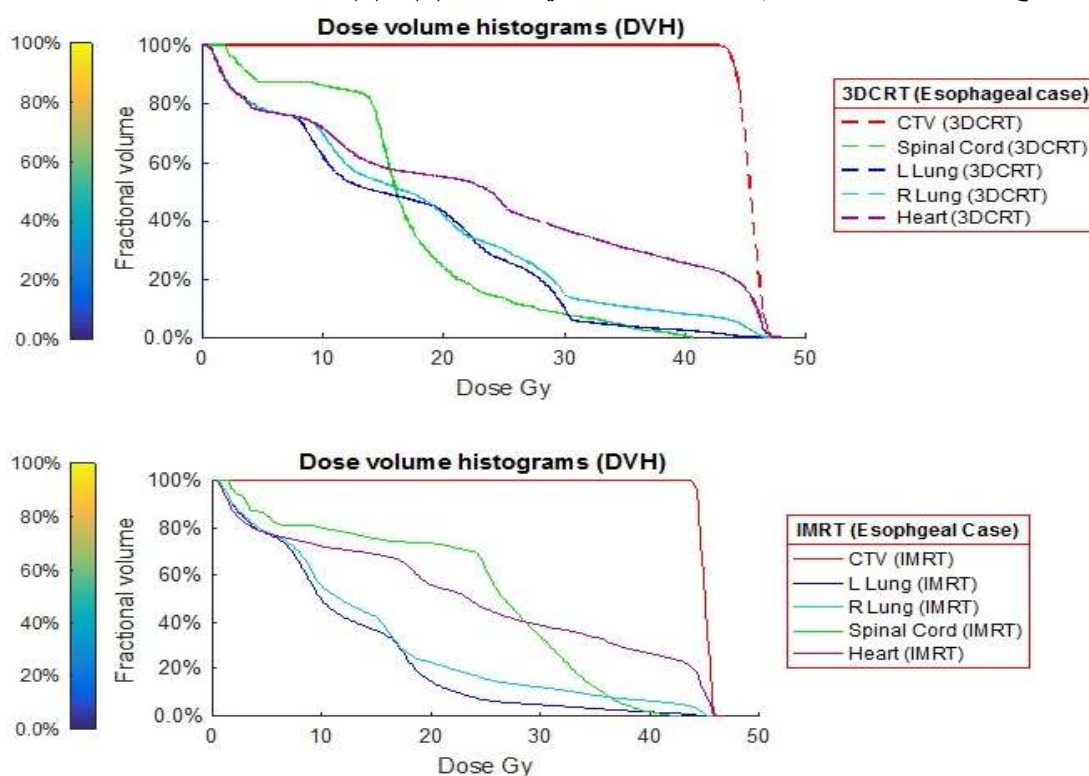 Dose volume histograms (DVH)
100%
80%
60%
40%
20%
0.0%
Fractional volume
100%
80%
60%
40%
20%
0.0%
0 10 20 30 40 50
Dose Gy
3DCRT (Esophageal case)
CTV (3DCRT)
Spinal Cord (3DCRT)
L Lung (3DCRT)
R Lung (3DCRT)
Heart (3DCRT)
Dose volume histograms (DVH)
100%
80%
60%
40%
20%
0.0%
Fractional volume
100%
80%
60%
40%
20%
0.0%
0 10 20 30 40 50
Dose Gy
IMRT (Esophgeal Case)
CTV (IMRT)
L Lung (IMRT)
R Lung (IMRT)
Spinal Cord (IMRT)
Heart (IMRT)